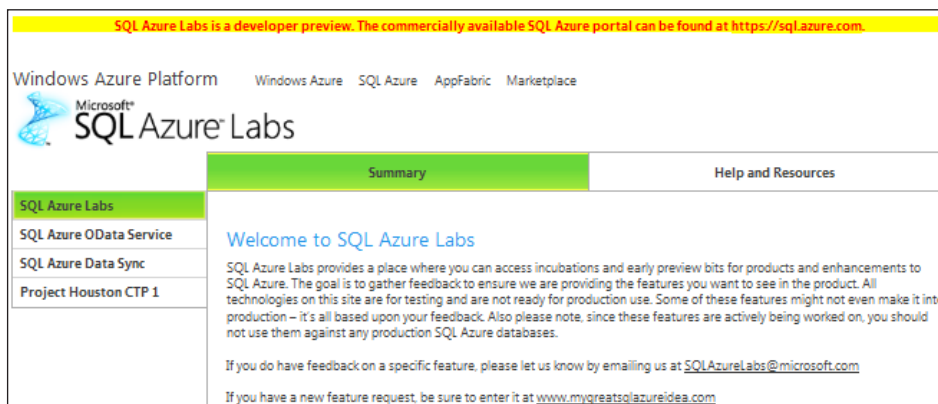 SQL Azure Labs is a developer preview. The commercially available SQL Azure portal can be found at https://sql.azure.com.
Windows Azure Platform Windows Azure SQL Azure AppFabric Marketplace
Microsoft®
SQL Azure™ Labs
Summary Help and Resources
SQL Azure Labs
SQL Azure OData Service
SQL Azure Data Sync
Project Houston CTP 1
Welcome to SQL Azure Labs
SQL Azure Labs provides a place where you can access incubations and early preview bits for products and enhancements to
SQL Azure. The goal is to gather feedback to ensure we are providing the features you want to see in the product. All
technologies on this site are for testing and are not ready for production use. Some of these features might not even make it into
production – it's all based upon your feedback. Also please note, since these features are actively being worked on, you should
not use them against any production SQL Azure databases.
If you do have feedback on a specific feature, please let us know by emailing us at SQLAzureLabs@microsoft.com
If you have a new feature request, be sure to enter it at www.mygreatsqlazureidea.com